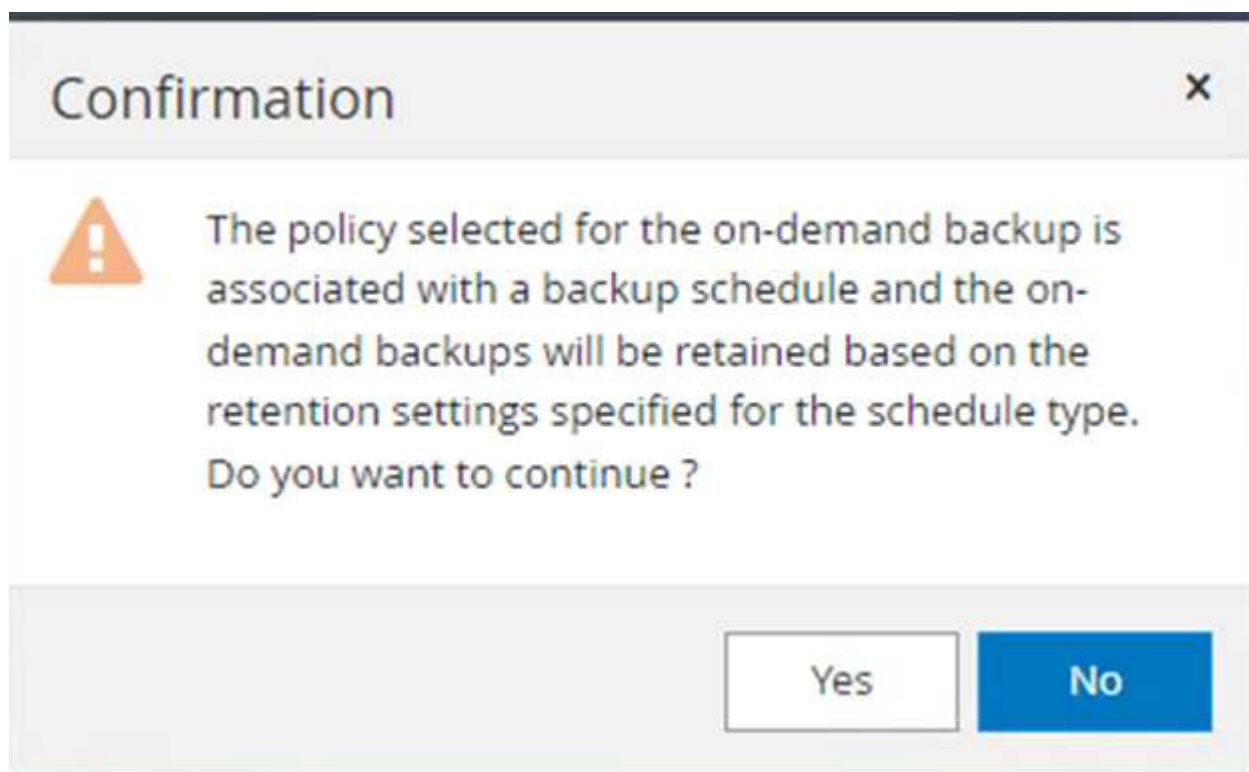 Confirmation
×
The policy selected for the on-demand backup is
associated with a backup schedule and the on-
demand backups will be retained based on the
retention settings specified for the schedule type.
Do you want to continue ?
Yes
No